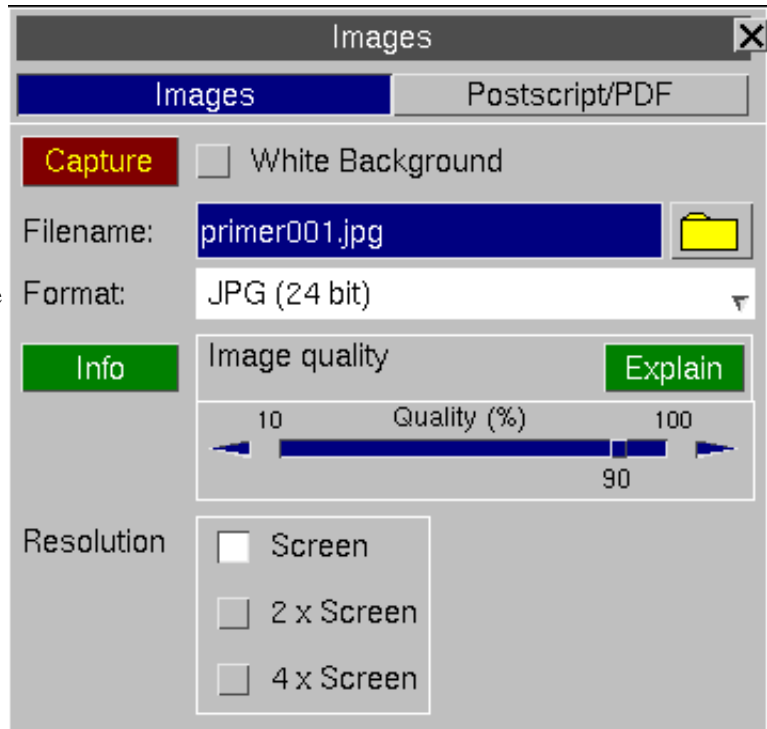 Images
Images Postscript/PDF
Capture White Background
Filename: primer001.jpg
Format: JPG (24 bit)
Info Image quality Explain
10 Quality (%) 100
90
Resolution Screen
2 x Screen
4 x Screen